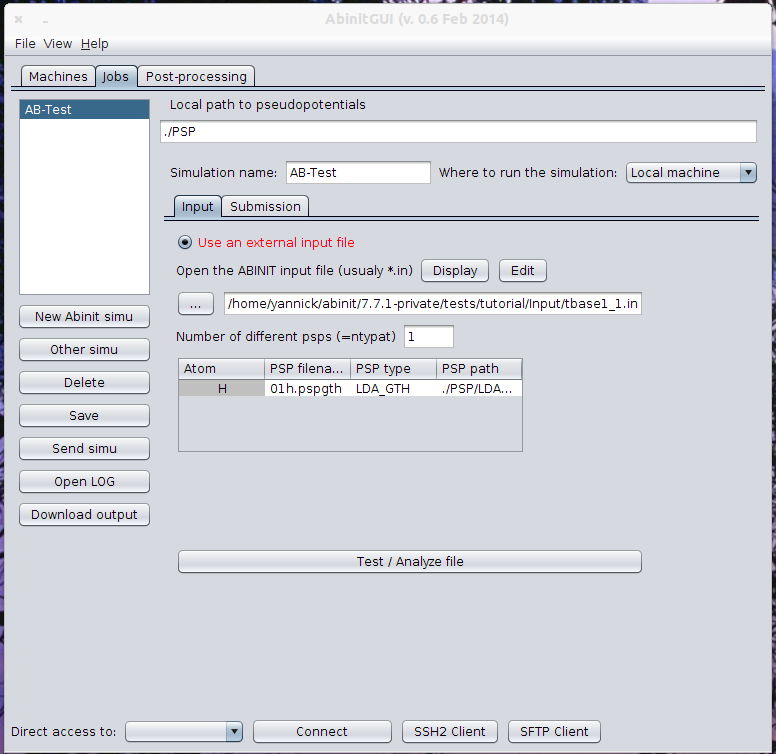 AbinitGUI (v. 0.6 Feb 2014)
File View Help
Machines Jobs Post-processing
AB-Test
Local path to pseudopotentials
./PSP
Simulation name: AB-Test Where to run the simulation: Local machine
Input Submission
Use an external input file
Open the ABINIT input file (usualy *.in) Display Edit
... /home/yannick/abinit/7.7.1-private/tests/tutorial/Input/tbase1_1.in
Number of different psps (=ntypat) 1
Atom PSP filena... PSP type PSP path
H 01h.pspgth LDA_GTH ./PSP/LDA...
New Abinit simu
Other simu
Delete
Save
Send simu
Open LOG
Download output
Test / Analyze file
Direct access to: Connect SSH2 Client SFTP Client